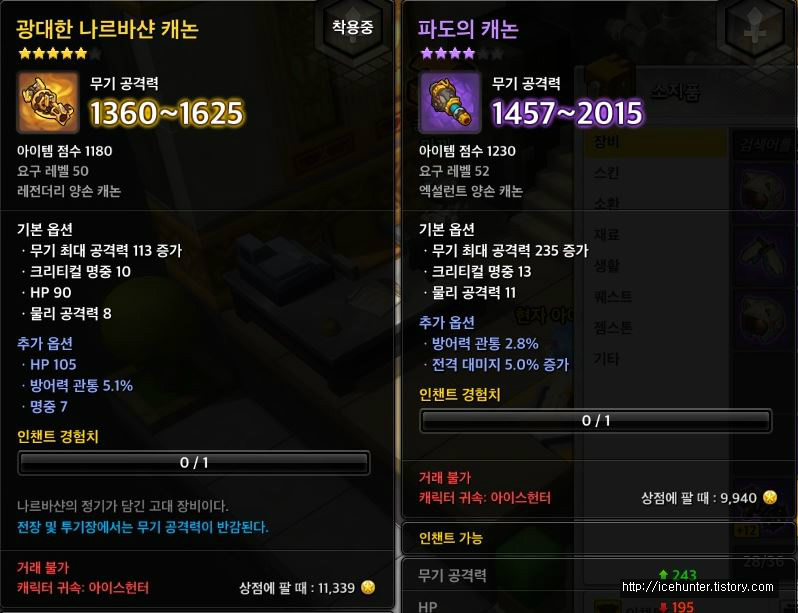 광대한 나르바샨 캐논
착용중
무기 공격력
1360~1625
아이템 점수 1180
요구 레벨 50
레전더리 양손 캐논
기본 옵션
· 무기 최대 공격력 113 증가
· 크리티컬 명중 10
· HP 90
· 물리 공격력 8
추가 옵션
· HP 105
· 방어력 관통 5.1%
· 명중 7
인챈트 경험치
0 / 1
나르바샨의 정기가 담긴 고대 장비이다.
전장 및 투기장에서는 무기 공격력이 반감된다.
거래 불가
캐릭터 귀속: 아이스헌터
상점에 팔 때 : 11,339
파도의 캐논
무기 공격력
1457~2015
아이템 점수 1230
요구 레벨 52
엑설런트 양손 캐논
기본 옵션
· 무기 최대 공격력 235 증가
· 크리티컬 명중 13
· 물리 공격력 11
추가 옵션
· 방어력 관통 2.8%
· 전격 대미지 5.0% 증가
인챈트 경험치
0 / 1
거래 불가
캐릭터 귀속: 아이스헌터
상점에 팔 때 : 9,940
인챈트 가능
무기 공격력
243
HP
195
소지품
장비
검색어를
스킨
소환
재료
생활
퀘스트
젬스톤
기타
현자 아
+12
28/36
http://icehunter.tistory.com